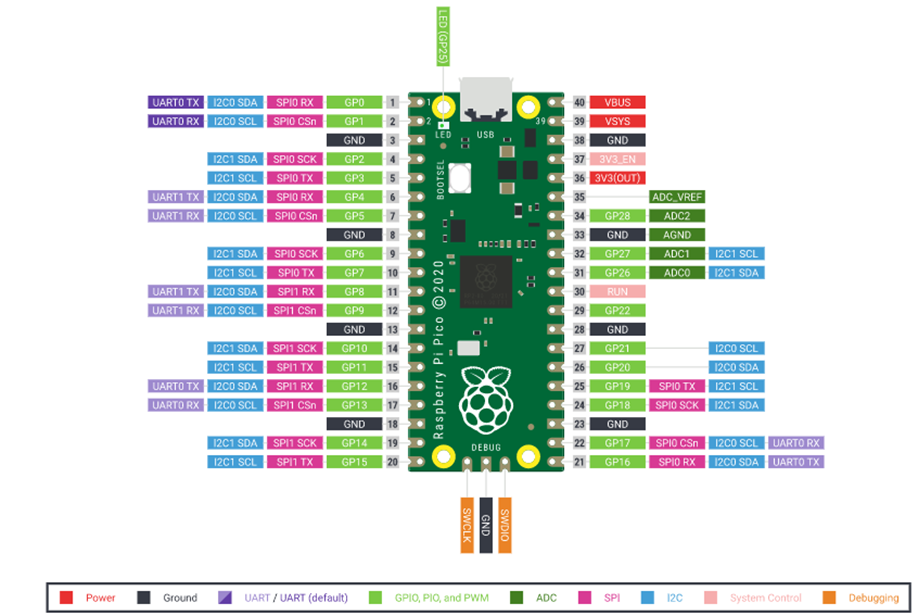 LED (GP25)
UART0 TX I2C0 SDA SPI0 RX GP0 1 1 40 VBUS
UART0 RX I2C0 SCL SPI0 CSn GP1 2 2 39 39 VSYS
LED USB
GND 3 38 GND
I2C1 SDA SPI0 SCK GP2 4 37 3V3_EN
I2C1 SCL SPI0 TX GP3 5 36 3V3(OUT)
BOOTSEL
UART1 TX I2C0 SDA SPI0 RX GP4 6 35 ADC_VREF
UART1 RX I2C0 SCL SPI0 CSn GP5 7 34 GP28 ADC2
GND 8 33 GND AGND
I2C1 SDA SPI0 SCK GP6 9 32 GP27 ADC1 I2C1 SCL
I2C1 SCL SPI0 TX GP7 10 31 GP26 ADC0 I2C1 SDA
UART1 TX I2C0 SDA SPI1 RX GP8 11 30 RUN
UART1 RX I2C0 SCL SPI1 CSn GP9 12 29 GP22
GND 13 28 GND
Raspberry Pi Pico © 2020
I2C1 SDA SPI1 SCK GP10 14 27 GP21 I2C0 SCL
I2C1 SCL SPI1 TX GP11 15 26 GP20 I2C0 SDA
UART0 TX I2C0 SDA SPI1 RX GP12 16 25 GP19 SPI0 TX I2C1 SCL
UART0 RX I2C0 SCL SPI1 CSn GP13 17 24 GP18 SPI0 SCK I2C1 SDA
GND 18 23 GND
I2C1 SDA SPI1 SCK GP14 19 22 GP17 SPI0 CSn I2C0 SCL UART0 RX
DEBUG
I2C1 SCL SPI1 TX GP15 20 21 GP16 SPI0 RX I2C0 SDA UART0 TX
SWCLK GND SWDIO
Power Ground UART / UART (default) GPIO, PIO, and PWM ADC SPI I2C System Control Debugging